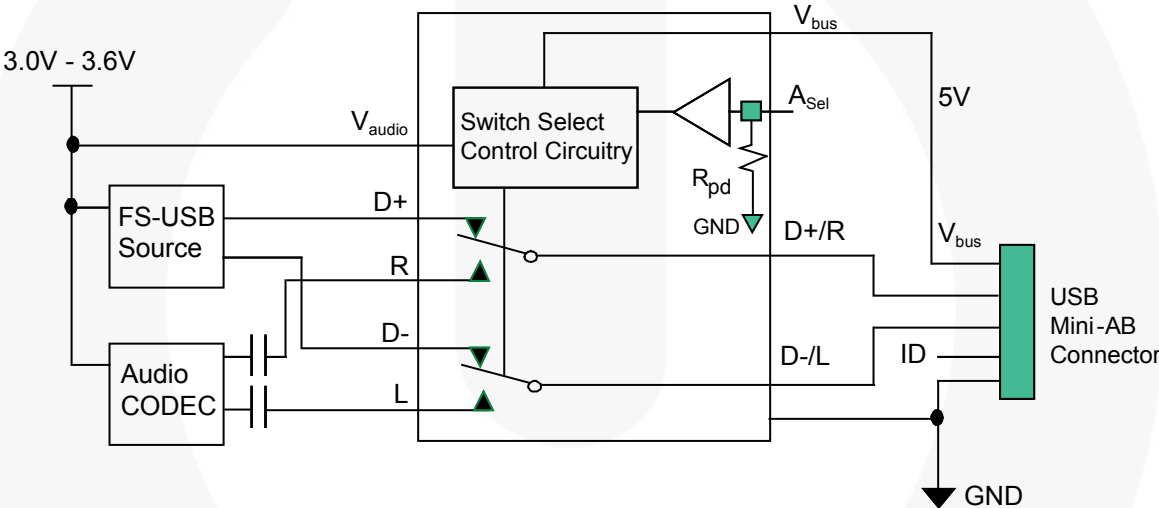 V_bus
3.0V - 3.6V
5V
A_Sel
V_audio
Switch Select
Control Circuitry
R_pd
GND
D+
FS-USB
Source
D+/R
V_bus
R
USB
Mini-AB
Connector
D-
D-/L
ID
Audio
CODEC
L
GND